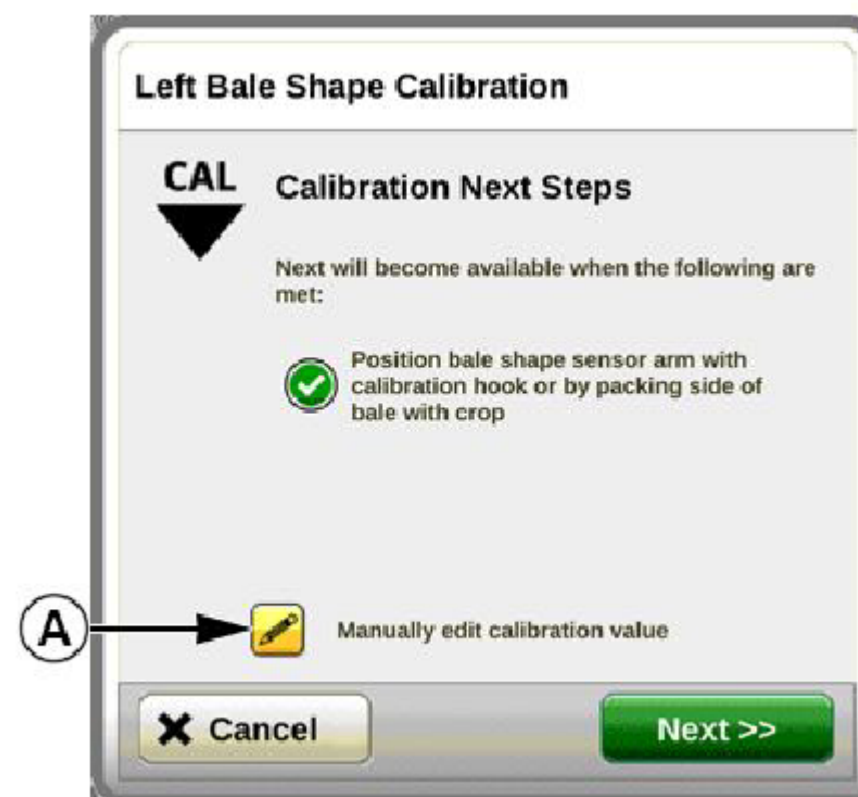 Left Bale Shape Calibration
CAL
Calibration Next Steps
Next will become available when the following are
met:
Position bale shape sensor arm with
calibration hook or by packing side of
bale with crop
A
Manually edit calibration value
Cancel
Next >>